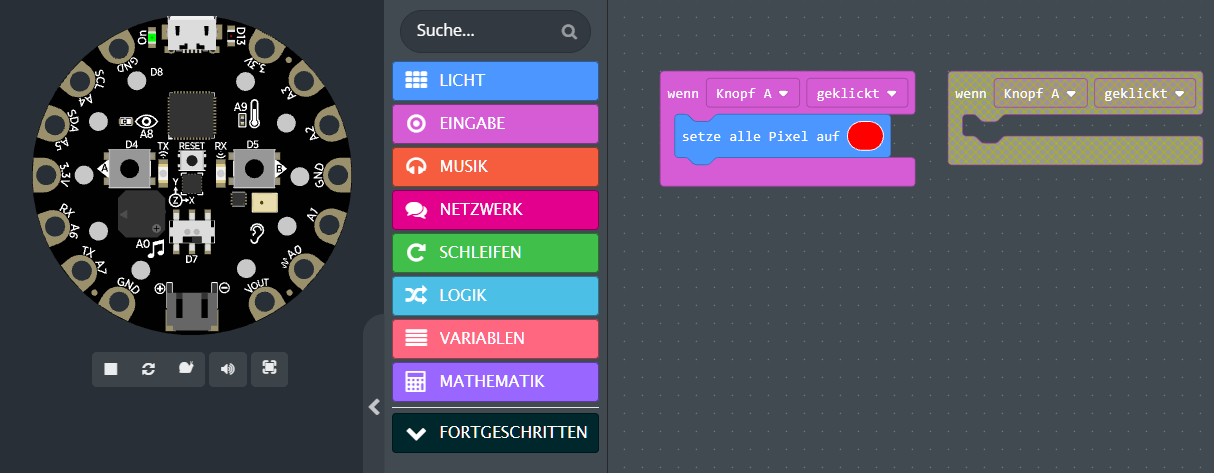 On
D13
GND
3.3V
D8
SCL
A4
A3
SDA
A5
A8
A9
A2
D4
TX
RESET
RX
D5
A
B
3.3V
GND
Y
Z
X
RX
A6
A1
A0
D7
TX
A7
A0
GND
VOUT
Suche...
LICHT
EINGABE
MUSIK
NETZWERK
SCHLEIFEN
LOGIK
VARIABLEN
MATHEMATIK
FORTGESCHRITTEN
wenn Knopf A geklickt
setze alle Pixel auf
wenn Knopf A geklickt